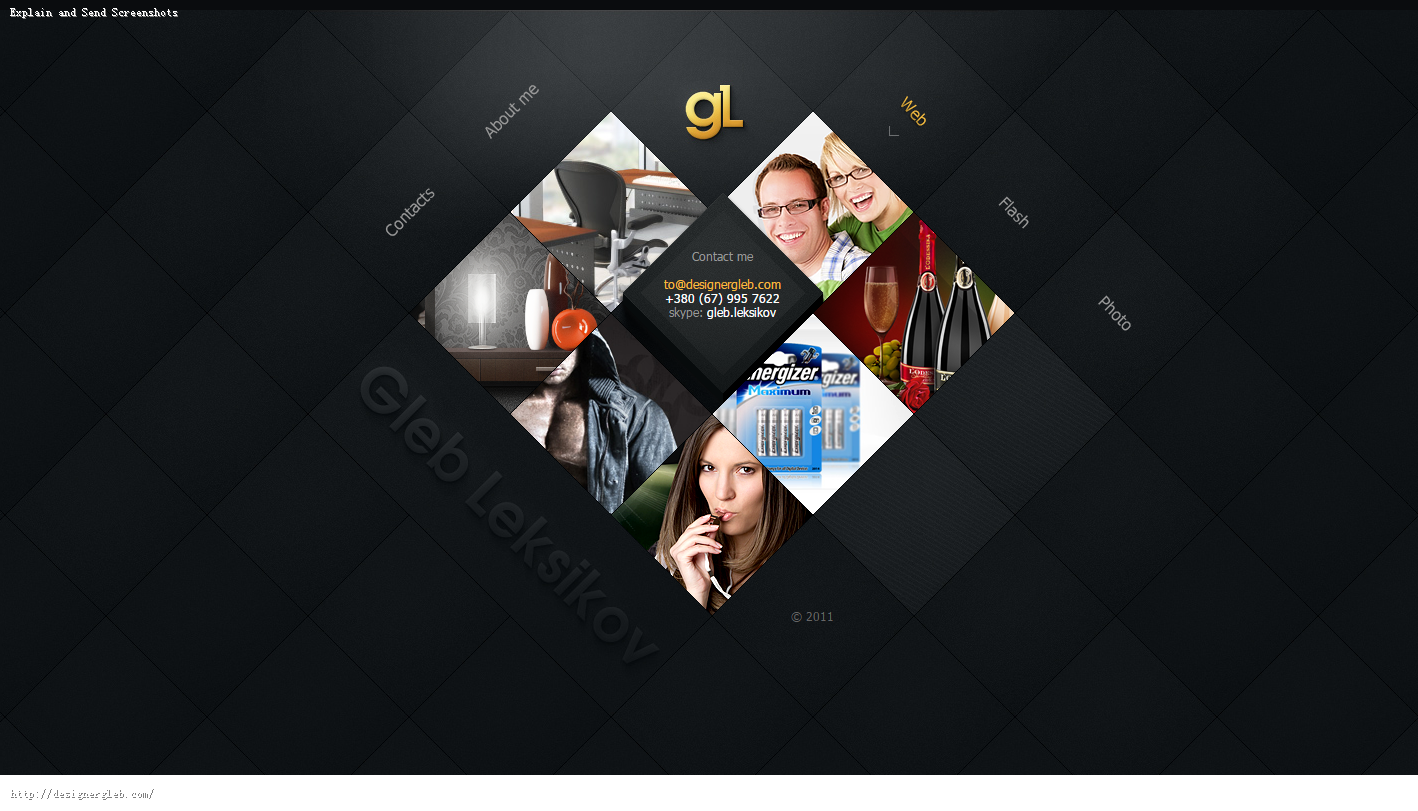 Explain and Send Screenshots
About me
gL
Web
Contacts
Flash
Contact me
to@designergleb.com
+380 (67) 995 7622
skype: gleb.leksikov
Photo
energizer.
Maximum
Gleb Leksikov
© 2011
http://designergleb.com/